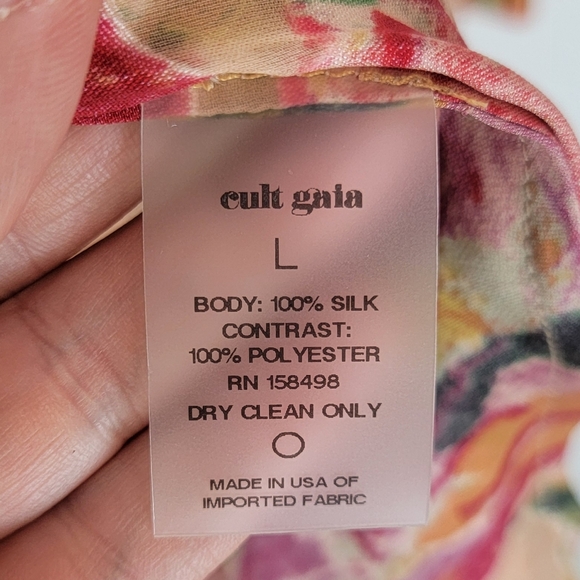 cult gaia
L
BODY: 100% SILK
CONTRAST:
100% POLYESTER
RN 158498
DRY CLEAN ONLY
MADE IN USA OF
IMPORTED FABRIC